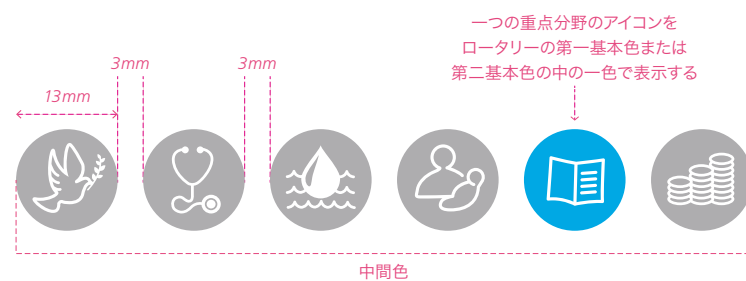 一つの重点分野のアイコンを
ロータリーの第一基本色または
第二基本色の中の一色で表示する
3mm
3mm
13mm
中間色